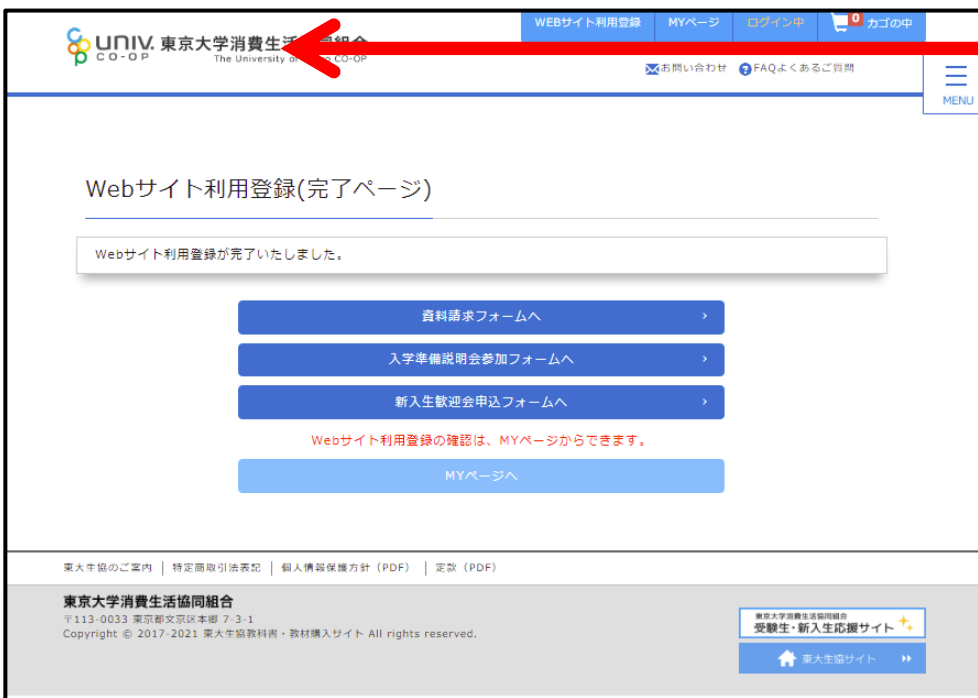 WEBサイト利用登録 MYページ ログイン中 0 カゴの中
UNIV. 東京大学消費生活 同組合
CO-OP The University of CO-OP
お問い合わせ ?FAQよくあるご質問
MENU
Webサイト利用登録(完了ページ)
Webサイト利用登録が完了いたしました。
資料請求フォームへ ›
入学準備説明会参加フォームへ ›
新入生歓迎会申込フォームへ ›
Webサイト利用登録の確認は、MYページからできます。
MYページへ
東大生協のご案内 | 特定商取引法表記 | 個人情報保護方針（PDF） | 定款（PDF）
東京大学消費生活協同組合
〒113-0033 東京都文京区本郷 7-3-1
Copyright © 2017-2021 東大生協教科書・教材購入サイト All rights reserved.
東京大学消費生活協同組合
受験生・新入生応援サイト
東大生協サイト